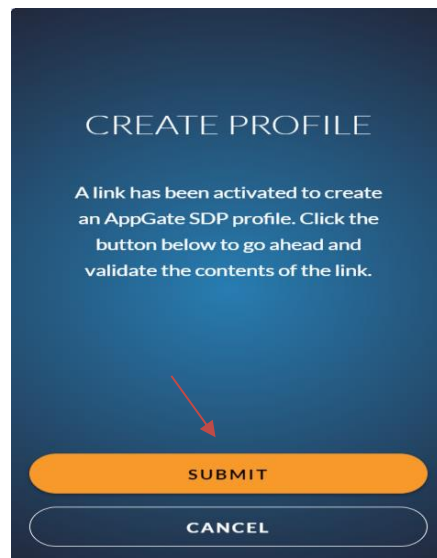 CREATE PROFILE
A link has been activated to create
an AppGate SDP profile. Click the
button below to go ahead and
validate the contents of the link.
SUBMIT
CANCEL